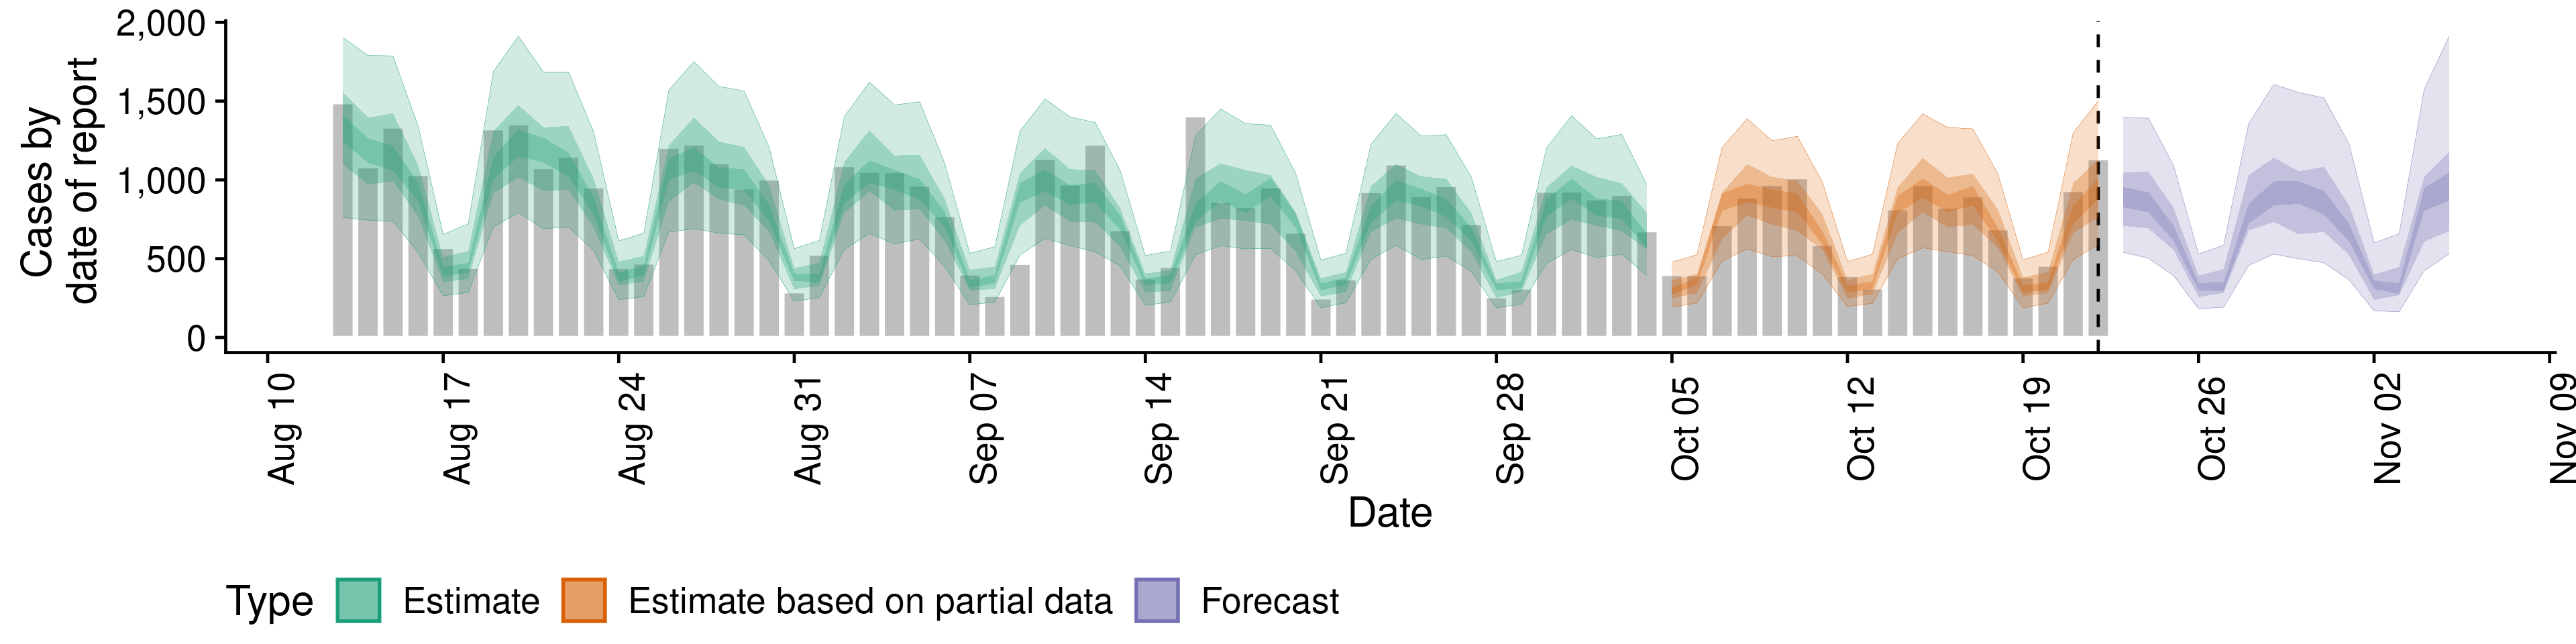 Cases by
date of report
2,000
1,500
1,000
500
0
Aug 10
Aug 17
Aug 24
Aug 31
Sep 07
Sep 14
Sep 21
Sep 28
Oct 05
Oct 12
Oct 19
Oct 26
Nov 02
Nov 09
Date
Type
Estimate
Estimate based on partial data
Forecast